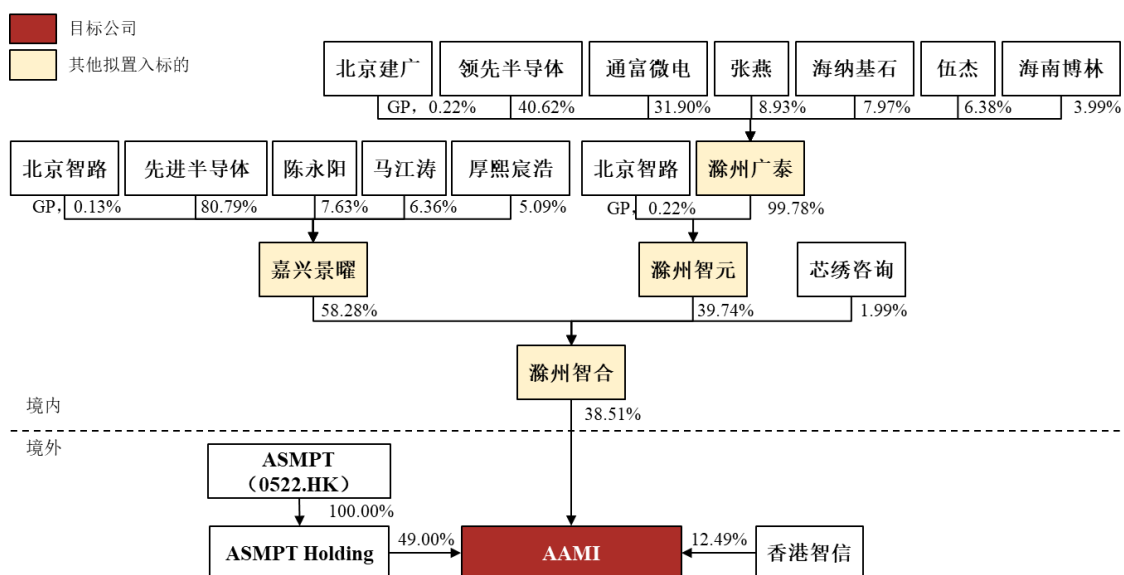 目标公司
其他拟置入标的
北京建广
领先半导体
通富微电
张燕
海纳基石
伍杰
海南博林
GP，0.22%
40.62%
31.90%
8.93%
7.97%
6.38%
3.99%
北京智路
先进半导体
陈永阳
马江涛
厚熙宸浩
北京智路
滁州广泰
GP，0.13%
80.79%
7.63%
6.36%
5.09%
GP，0.22%
99.78%
嘉兴景曜
滁州智元
芯绣咨询
58.28%
39.74%
1.99%
滁州智合
境内
38.51%
境外
ASMPT
（0522.HK）
100.00%
ASMPT Holding
49.00%
AAMI
12.49%
香港智信